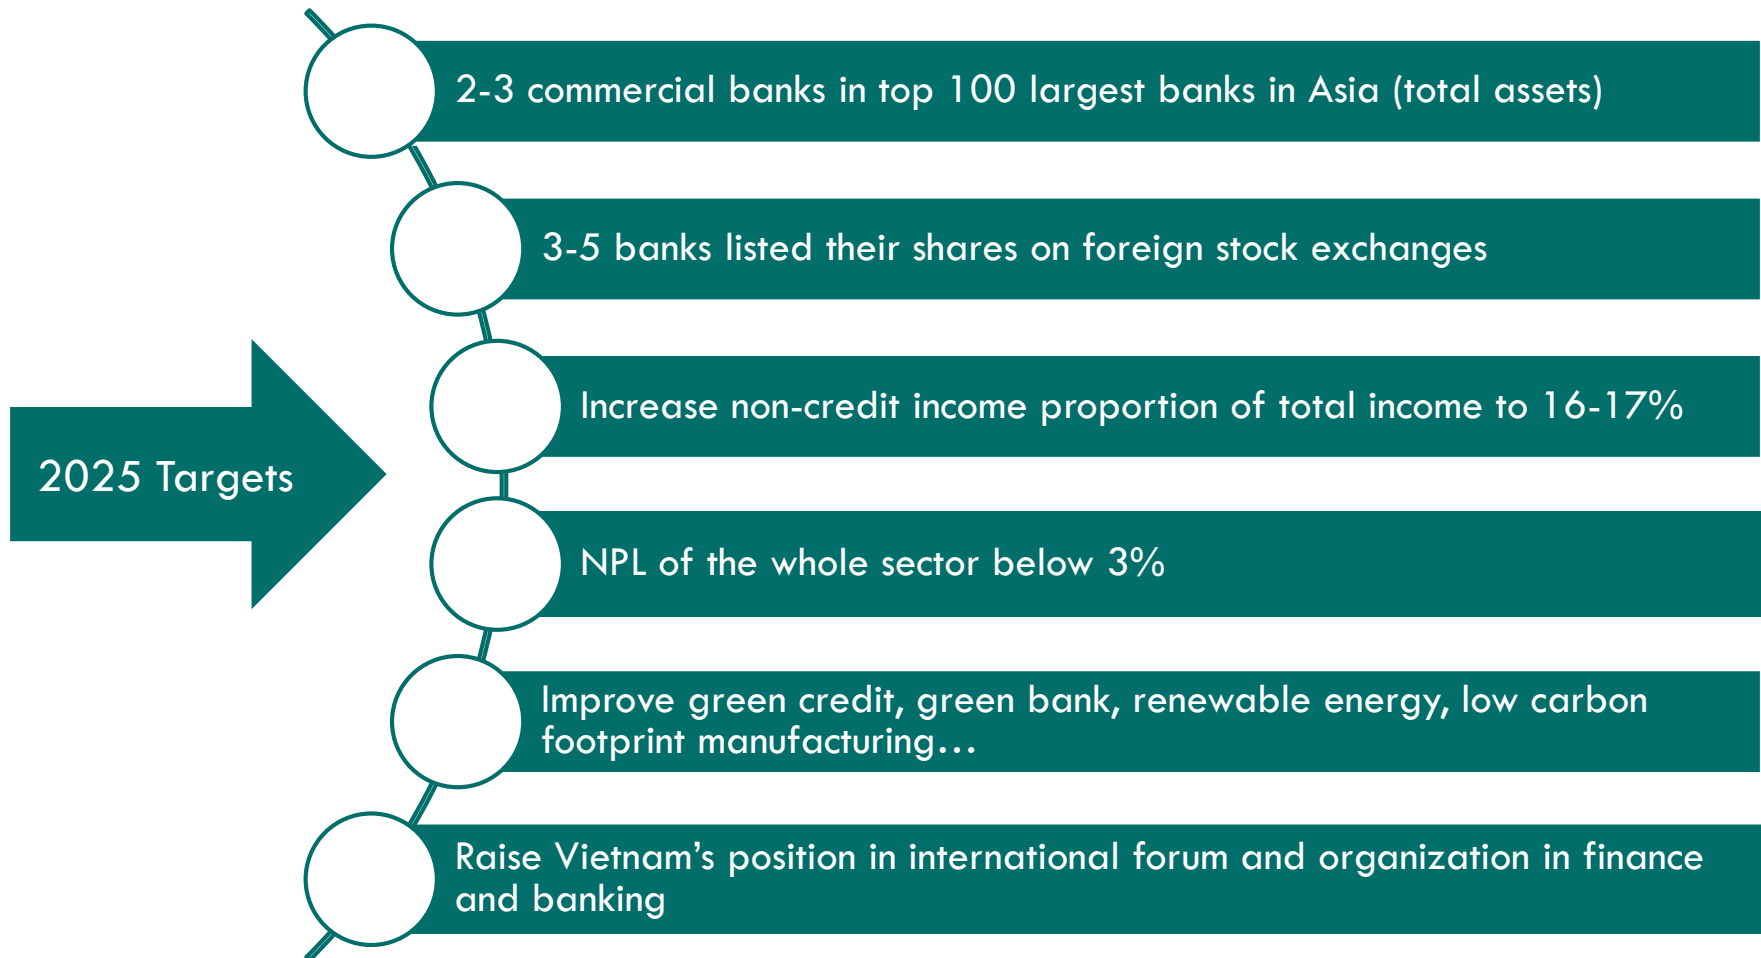 2-3 commercial banks in top 100 largest banks in Asia (total assets)
3-5 banks listed their shares on foreign stock exchanges
Increase non-credit income proportion of total income to 16-17%
2025 Targets
NPL of the whole sector below 3%
Improve green credit, green bank, renewable energy, low carbon
footprint manufacturing…
Raise Vietnam’s position in international forum and organization in finance
and banking